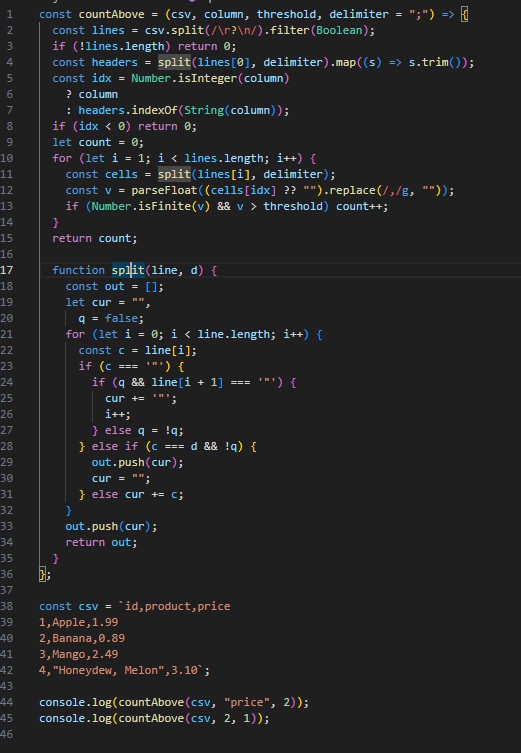 1 const countAbove = (csv, column, threshold, delimiter = ";") => {
2 const lines = csv.split(/\r?\n/).filter(Boolean);
3 if (!lines.length) return 0;
4 const headers = split(lines[0], delimiter).map((s) => s.trim());
5 const idx = Number.isInteger(column)
6 ? column
7 : headers.indexOf(String(column));
8 if (idx < 0) return 0;
9 let count = 0;
10 for (let i = 1; i < lines.length; i++) {
11 const cells = split(lines[i], delimiter);
12 const v = parseFloat((cells[idx] ?? "").replace(/,/g, ""));
13 if (Number.isFinite(v) && v > threshold) count++;
14 }
15 return count;
16
17 function split(line, d) {
18 const out = [];
19 let cur = "",
20 q = false;
21 for (let i = 0; i < line.length; i++) {
22 const c = line[i];
23 if (c === '"') {
24 if (q && line[i + 1] === '"') {
25 cur += '"';
26 i++;
27 } else q = !q;
28 } else if (c === d && !q) {
29 out.push(cur);
30 cur = "";
31 } else cur += c;
32 }
33 out.push(cur);
34 return out;
35 }
36 };
37
38 const csv = `id,product,price
39 1,Apple,1.99
40 2,Banana,0.89
41 3,Mango,2.49
42 4,"Honeydew, Melon",3.10`;
43
44 console.log(countAbove(csv, "price", 2));
45 console.log(countAbove(csv, 2, 1));
46